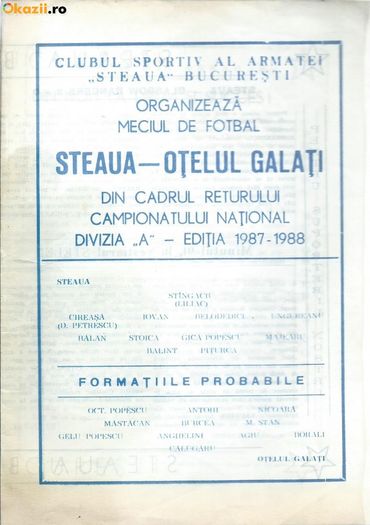 Okazii.ro
CLUBUL SPORTIV AL ARMATEI
„STEAUA" BUCUREȘTI
ORGANIZEAZĂ
MECIUL DE FOTBAL
STEAUA — OȚELUL GALAȚI
DIN CADRUL RETURULUI
CAMPIONATULUI NAȚIONAL
DIVIZIA „A" – EDIȚIA 1987-1988
STEAUA
STÎNGACIU
(LILIAC)
CIREAȘA IOVAN BELODEDICI UNGUREANU
(D. PETRESCU)
BĂLAN STOICA GICĂ POPESCU MAJEARU
BALINT PIȚURCĂ
FORMAȚIILE PROBABILE
OCT. POPESCU ANTOHI NICOARĂ
MĂSTĂCAN BURCEA M. STAN
GELU POPESCU ANGHELINI AGIU BORALI
CĂLUGĂRU
OȚELUL GALAȚI